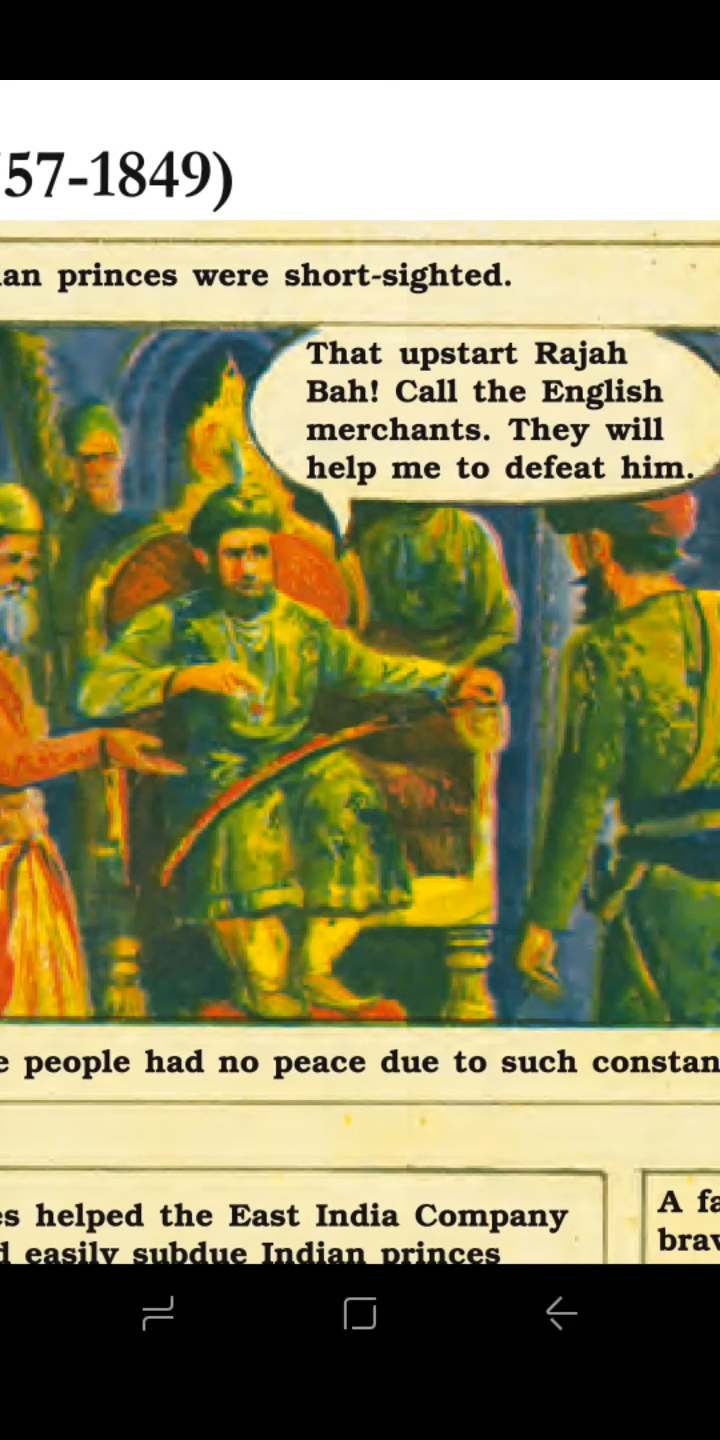 57-1849)
an princes were short-sighted.
That upstart Rajah
Bah! Call the English
merchants. They will
help me to defeat him.
e people had no peace due to such constan
es helped the East India Company A fa
d easily subdue Indian princes brav